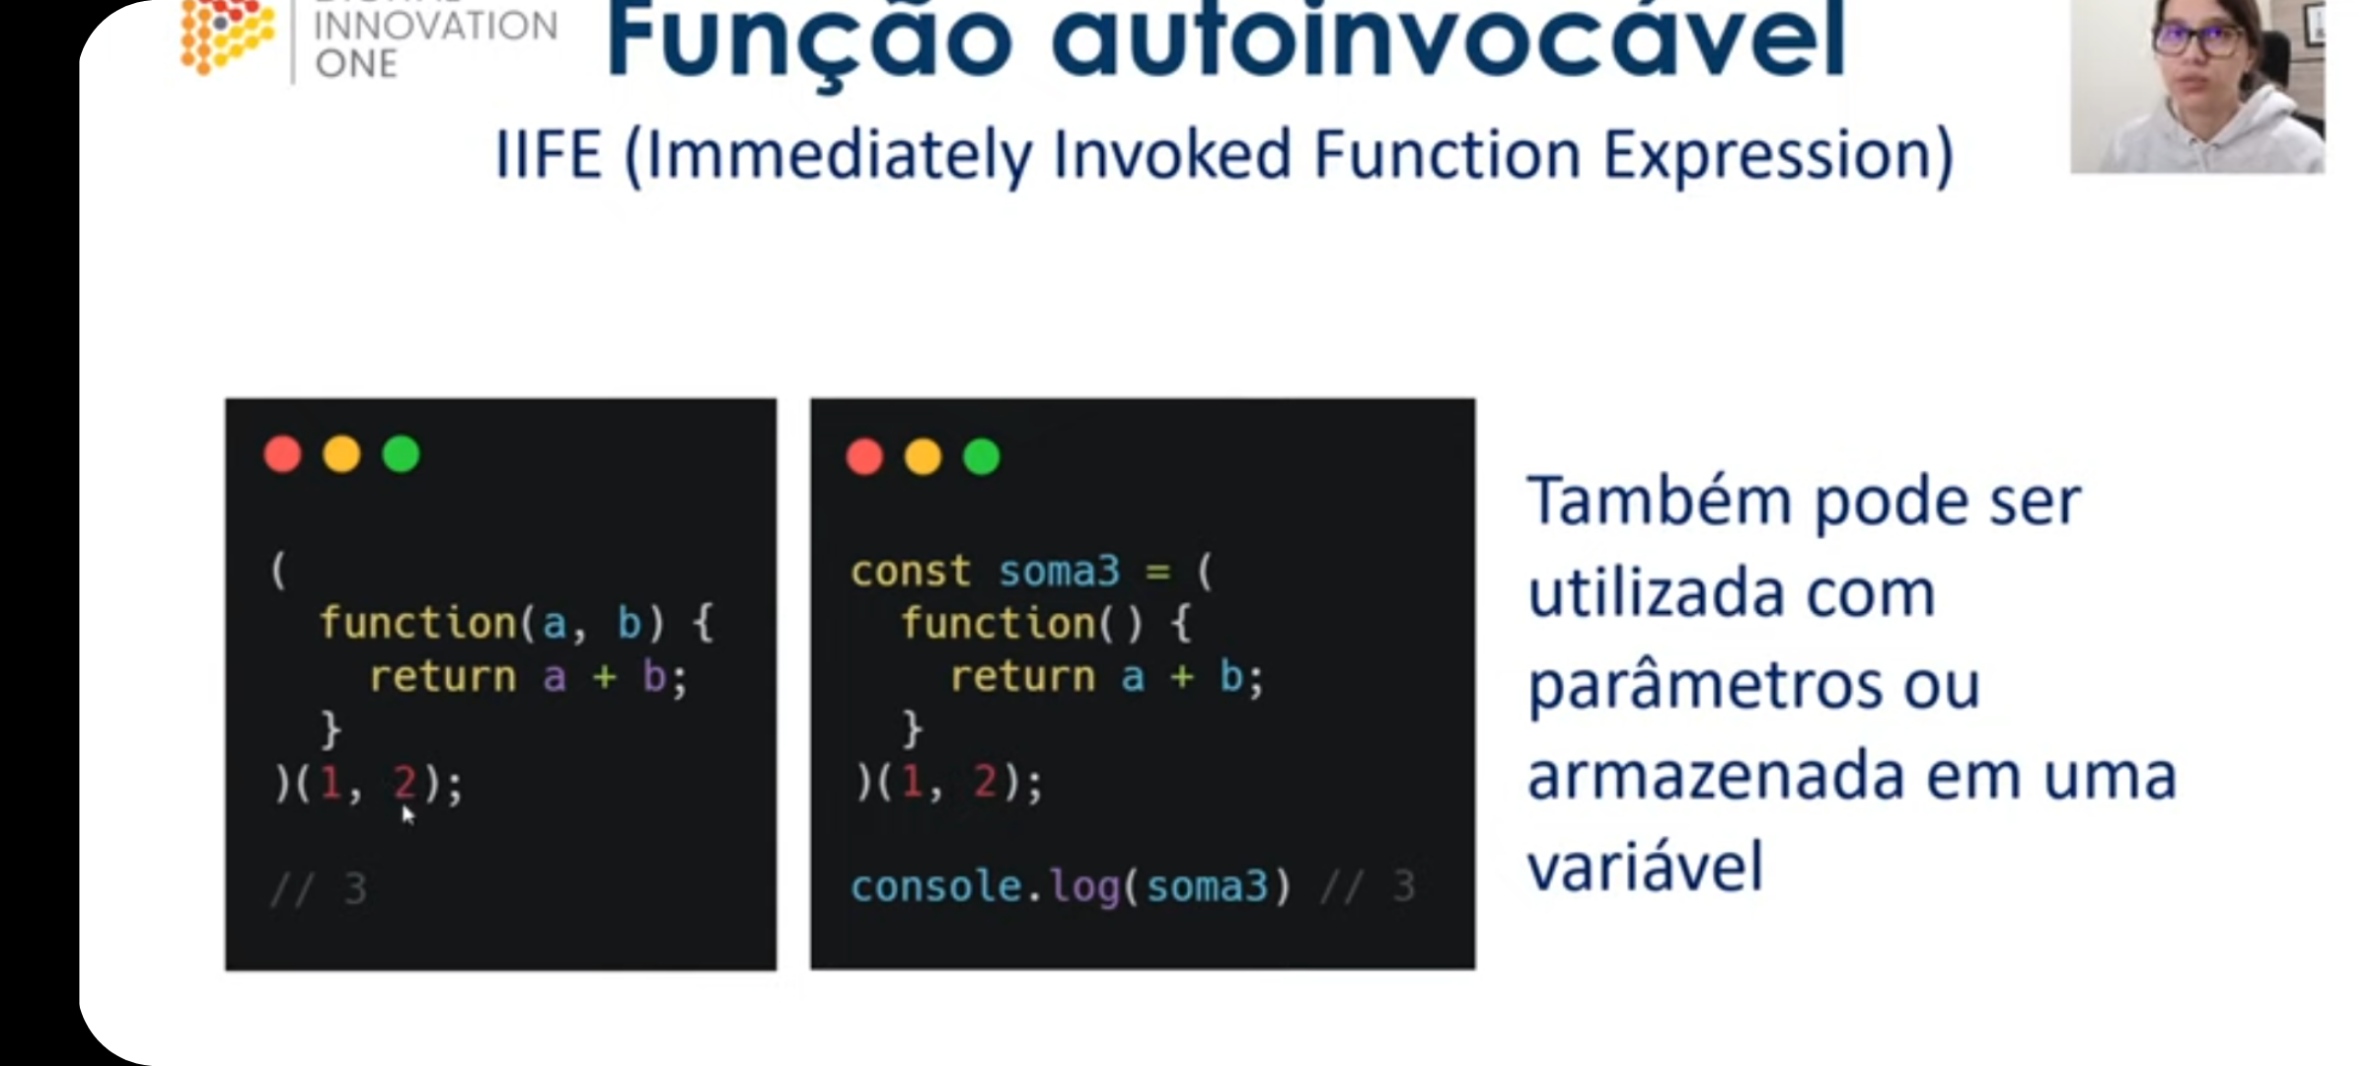 INNOVATION
ONE
Função autoinvocável
IIFE (Immediately Invoked Function Expression)
(
function(a, b) {
return a + b;
}
)(1, 2);
// 3
const soma3 = (
function() {
return a + b;
}
)(1, 2);
console.log(soma3) // 3
Também pode ser
utilizada com
parâmetros ou
armazenada em uma
variável